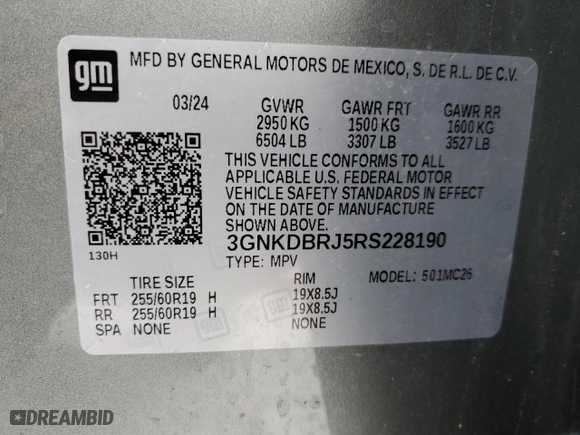 gm
MFD BY GENERAL MOTORS DE MEXICO, S. DE R.L. DE C.V.
03/24 GVWR GAWR FRT GAWR RR
2950 KG 1500 KG 1600 KG
6504 LB 3307 LB 3527 LB
THIS VEHICLE CONFORMS TO ALL
APPLICABLE U.S. FEDERAL MOTOR
VEHICLE SAFETY STANDARDS IN EFFECT
ON THE DATE OF MANUFACTURE
SHOWN ABOVE.
3GNKDBRJ5RS228190
130H
TYPE: MPV MODEL: 501MC26
TIRE SIZE RIM
FRT 255/60R19 H 19X8.5J
RR 255/60R19 H 19X8.5J
SPA NONE NONE
DREAMBID